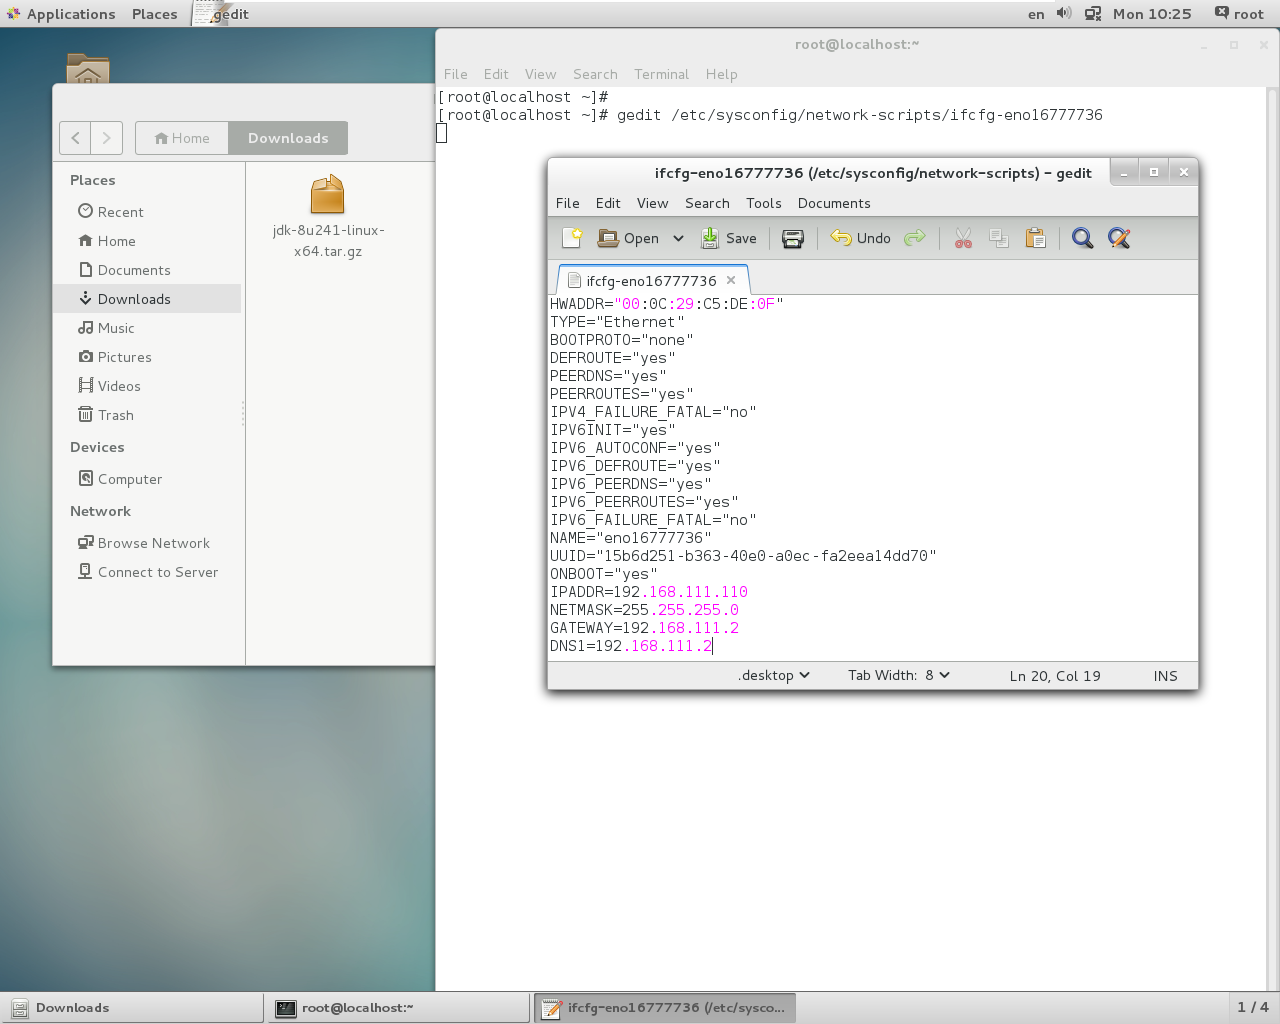 Applications Places gedit en Mon 10:25 root
root@localhost:~
File Edit View Search Terminal Help
[root@localhost ~]#
[root@localhost ~]# gedit /etc/sysconfig/network-scripts/ifcfg-eno16777736
Home Downloads
Places
Recent
Home
Documents
Downloads
Music
Pictures
Videos
Trash
Devices
Computer
Network
Browse Network
Connect to Server
jdk-8u241-linux-
x64.tar.gz
ifcfg-eno16777736 (/etc/sysconfig/network-scripts) - gedit
File Edit View Search Tools Documents
Open Save Undo
ifcfg-eno16777736
HWADDR="00:0C:29:C5:DE:0F"
TYPE="Ethernet"
BOOTPROTO="none"
DEFROUTE="yes"
PEERDNS="yes"
PEERROUTES="yes"
IPV4_FAILURE_FATAL="no"
IPV6INIT="yes"
IPV6_AUTOCONF="yes"
IPV6_DEFROUTE="yes"
IPV6_PEERDNS="yes"
IPV6_PEERROUTES="yes"
IPV6_FAILURE_FATAL="no"
NAME="eno16777736"
UUID="15b6d251-b363-40e0-a0ec-fa2eea14dd70"
ONBOOT="yes"
IPADDR=192.168.111.110
NETMASK=255.255.255.0
GATEWAY=192.168.111.2
DNS1=192.168.111.2
.desktop Tab Width: 8 Ln 20, Col 19 INS
Downloads root@localhost:~ ifcfg-eno16777736 (/etc/sysco... 1 / 4